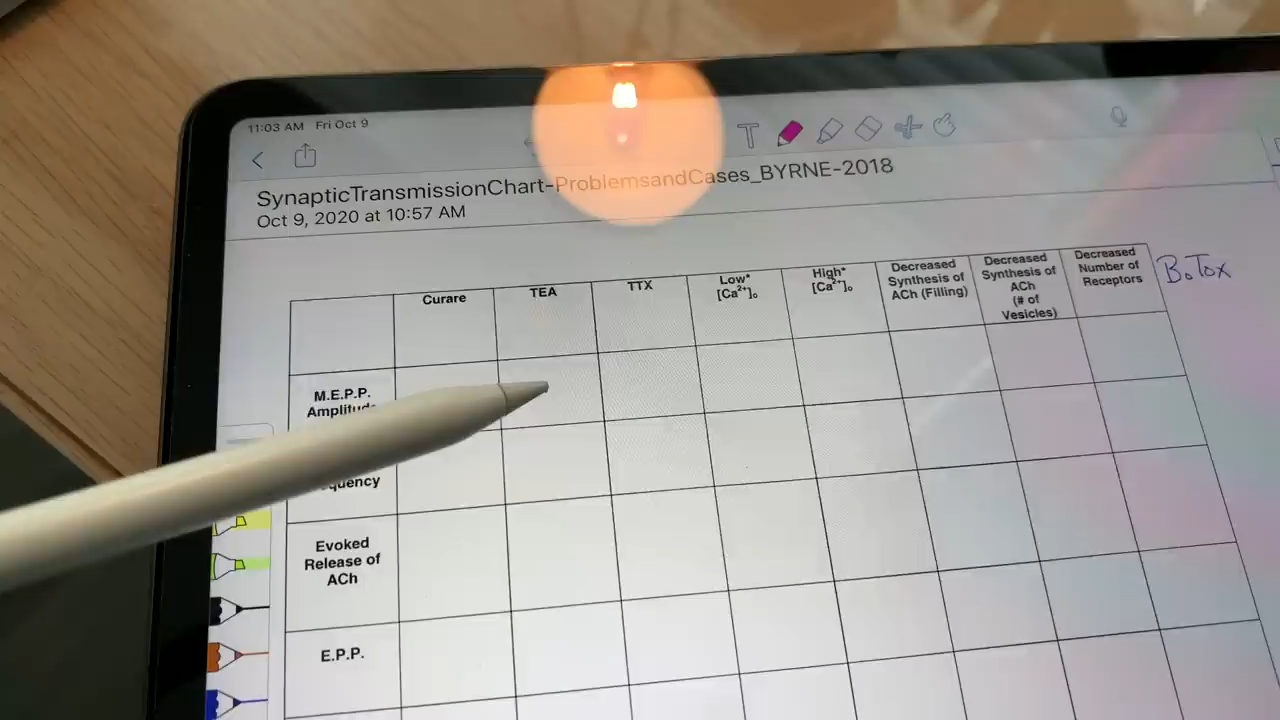 11:03 AM Fri Oct 9
T
SynapticTransmissionChart-ProblemsandCases_BYRNE-2018
Oct 9, 2020 at 10:57 AM
Curare
TEA
TTX
Low*
[Ca²⁺]₀
High*
[Ca²⁺]₀
Decreased
Synthesis of
ACh (Filling)
Decreased
Synthesis of
ACh
(# of
Vesicles)
Decreased
Number of
Receptors
BoTox
M.E.P.P.
Evoked
Release of
ACh
E.P.P.